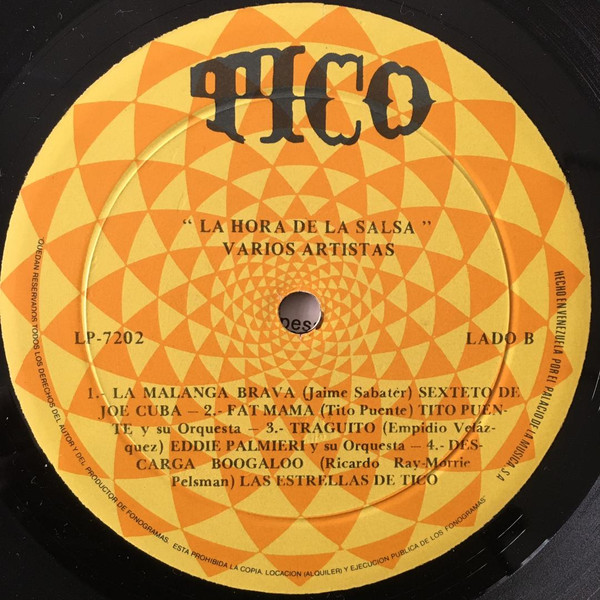 TICO
“ LA HORA DE LA SALSA ”
VARIOS ARTISTAS
LP-7202
LADO B
1.- LA MALANGA BRAVA (Jaime Sabatér) SEXTETO DE
JOE CUBA — 2.- FAT MAMA (Tito Puente) TITO PUEN-
TE y su Orquesta — 3.- TRAGUITO (Empidio Veláz-
quez) EDDIE PALMIERI y su Orquesta — 4.- DES-
CARGA BOOGALOO (Ricardo Ray-Morrie
Pelsman) LAS ESTRELLAS DE TICO
QUEDAN RESERVADOS TODOS LOS DERECHOS DEL AUTOR Y DEL PRODUCTOR DE FONOGRAMAS. ESTA PROHIBIDA LA COPIA, LOCACION (ALQUILER) Y EJECUCION PUBLICA DE LOS FONOGRAMAS
HECHO EN VENEZUELA POR EL PALACIO DE LA MUSICA, S.A